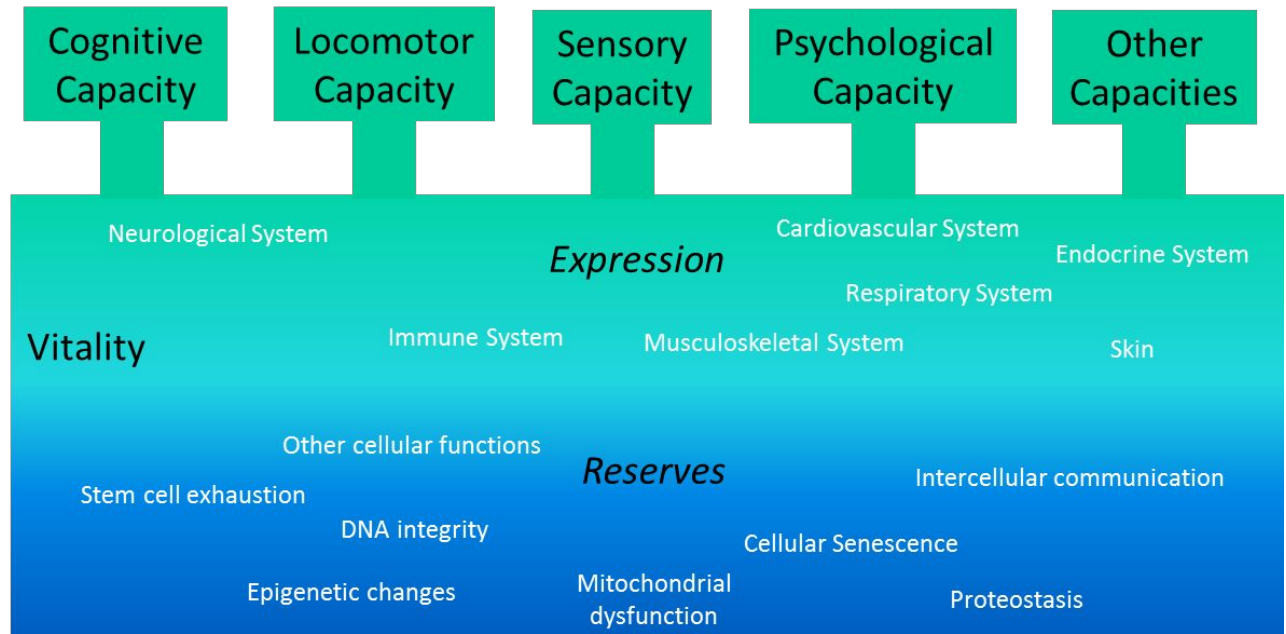 Cognitive
Capacity
Locomotor
Capacity
Sensory
Capacity
Psychological
Capacity
Other
Capacities
Neurological System
Expression
Cardiovascular System
Endocrine System
Respiratory System
Vitality
Immune System
Musculoskeletal System
Skin
Other cellular functions
Reserves
Intercellular communication
Stem cell exhaustion
DNA integrity
Cellular Senescence
Epigenetic changes
Mitochondrial
dysfunction
Proteostasis